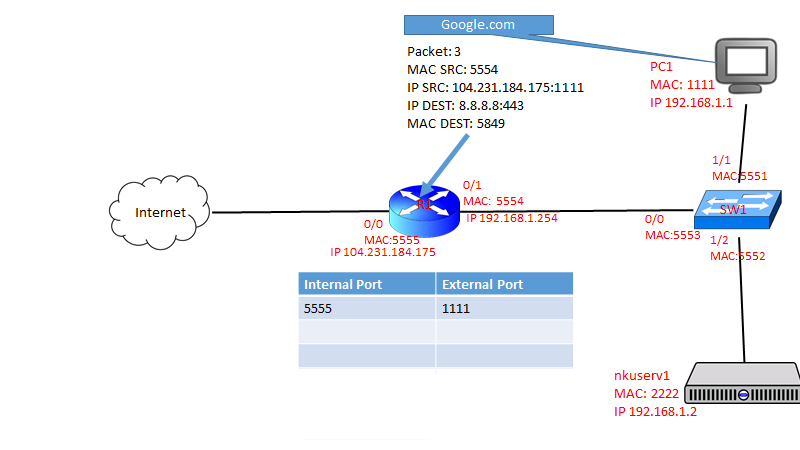 Google.com
Packet: 3
MAC SRC: 5554
IP SRC: 104.231.184.175:1111
IP DEST: 8.8.8.8:443
MAC DEST: 5849
PC1
MAC: 1111
IP 192.168.1.1
1/1
MAC:5551
Internet
R1
0/1
MAC: 5554
IP 192.168.1.254
0/0
MAC:5555
IP 104.231.184.175
SW1
0/0
MAC:5553
1/2
MAC:5552
Internal Port External Port
5555 1111
nkuserv1
MAC: 2222
IP 192.168.1.2